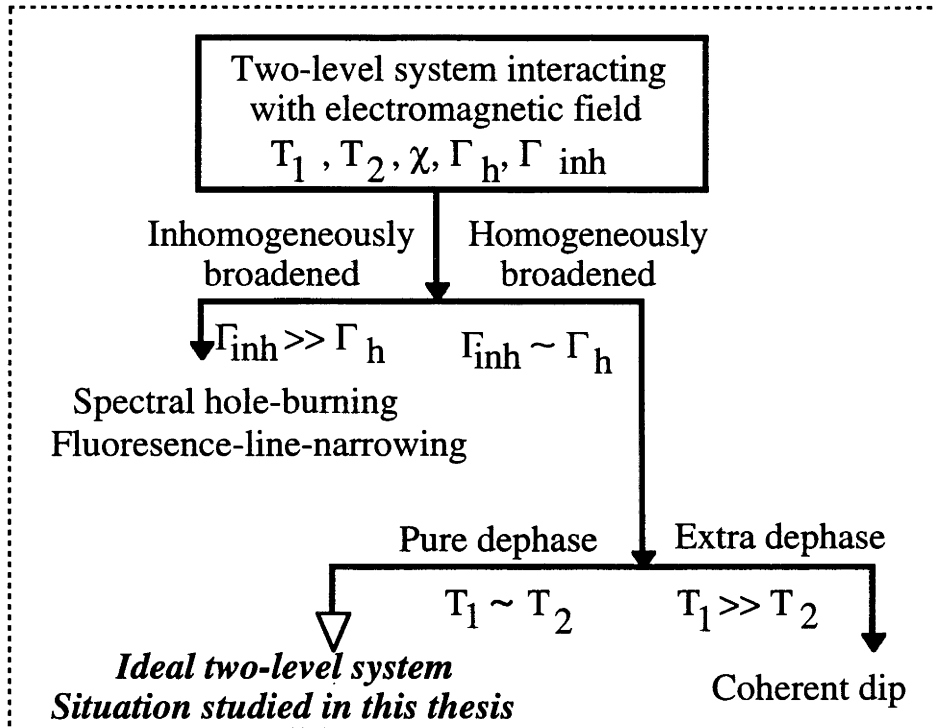 Two-level system interacting
with electromagnetic field
T1 , T2, χ, Γh, Γ inh
Inhomogeneously
broadened
Homogeneously
broadened
Γinh >> Γh
Γinh ~ Γh
Spectral hole-burning
Fluoresence-line-narrowing
Pure dephase
Extra dephase
T1 ~ T2
T1 >> T2
Ideal two-level system
Situation studied in this thesis
Coherent dip